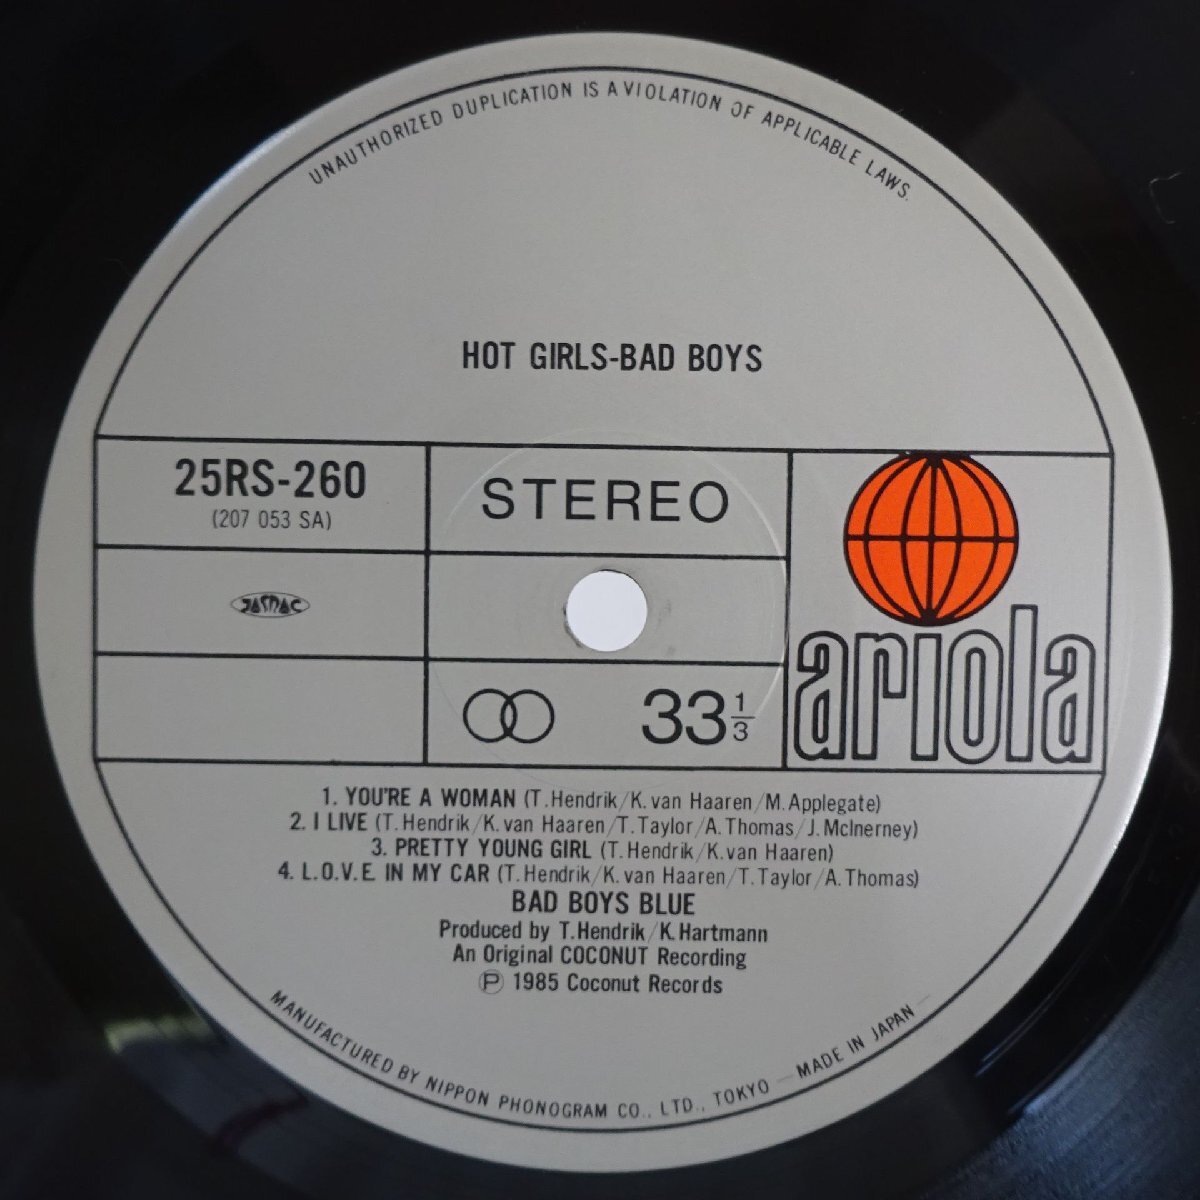 UNAUTHORIZED DUPLICATION IS A VIOLATION OF APPLICABLE LAWS.
HOT GIRLS-BAD BOYS
25RS-260
(207 053 SA)
STEREO
JASRAC
33 1/3
ariola
1. YOU'RE A WOMAN (T.Hendrik/K.van Haaren/M.Applegate)
2. I LIVE (T.Hendrik/K.van Haaren/T.Taylor/A.Thomas/J.McInerney)
3. PRETTY YOUNG GIRL (T.Hendrik/K.van Haaren)
4. L.O.V.E. IN MY CAR (T.Hendrik/K.van Haaren/T.Taylor/A.Thomas)
BAD BOYS BLUE
Produced by T.Hendrik/K.Hartmann
An Original COCONUT Recording
Ⓟ 1985 Coconut Records
MANUFACTURED BY NIPPON PHONOGRAM CO., LTD., TOKYO — MADE IN JAPAN —